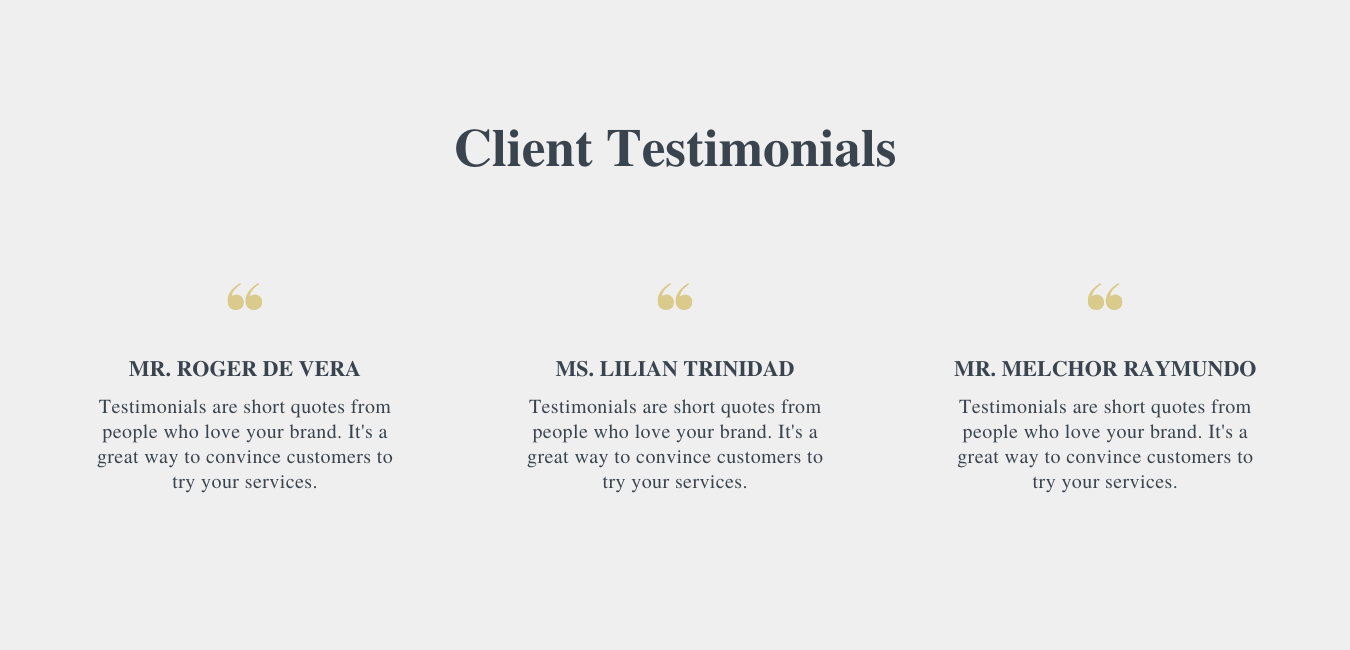 Client Testimonials
MR. ROGER DE VERA
Testimonials are short quotes from
people who love your brand. It's a
great way to convince customers to
try your services.
MS. LILIAN TRINIDAD
Testimonials are short quotes from
people who love your brand. It's a
great way to convince customers to
try your services.
MR. MELCHOR RAYMUNDO
Testimonials are short quotes from
people who love your brand. It's a
great way to convince customers to
try your services.